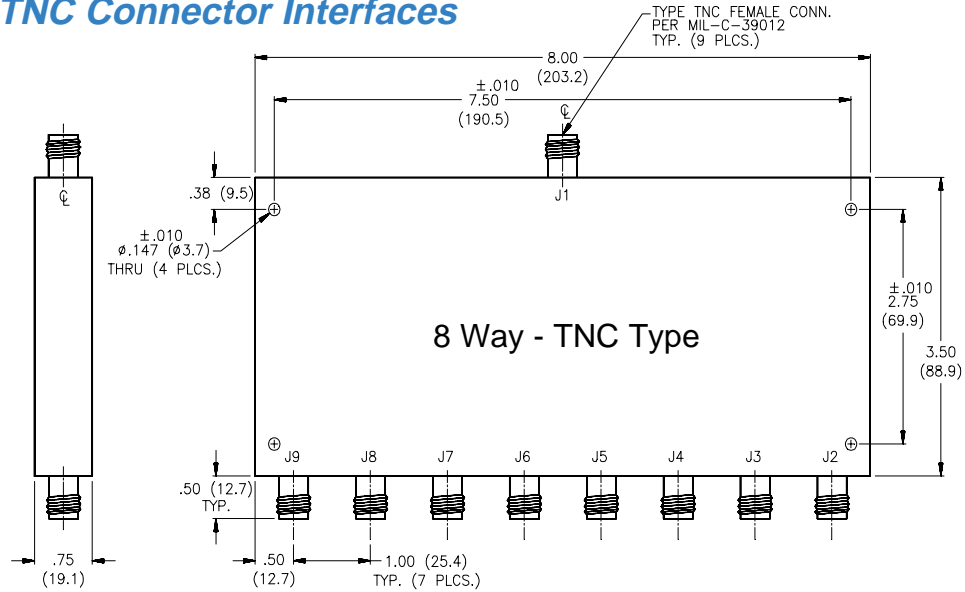 TNC Connector Interfaces
TYPE TNC FEMALE CONN.
PER MIL-C-39012
TYP. (9 PLCS.)
8.00
(203.2)
±.010
7.50
(190.5)
℄
J1
℄
.38 (9.5)
±.010
⌀.147 (⌀3.7)
THRU (4 PLCS.)
±.010
2.75
(69.9)
3.50
(88.9)
8 Way - TNC Type
J9 J8 J7 J6 J5 J4 J3 J2
.50 (12.7)
TYP.
.75
(19.1)
.50
(12.7)
1.00 (25.4)
TYP. (7 PLCS.)